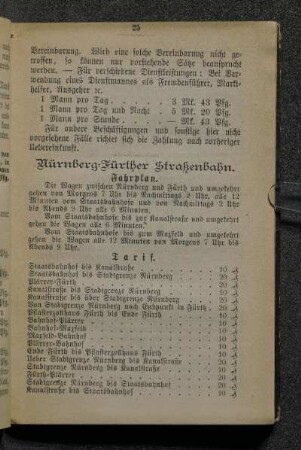 25
Vereinbarung. Wird eine solche Vereinbarung nicht ge-
troffen, so können nur vorstehende Sätze beansprucht
werden. — Für verschiedene Dienstleistungen: Bei Ver-
wendung eines Dienstmannes als Fremdenführer, Markt-
helfer, Ausgeher rc.
1 Mann pro Tag . . . . . 3 Mk. 43 Pfg.
1 Mann pro Tag und Nacht . 5 Mk. 20 Pfg.
1 Mann pro Stunde . . . — Mk. 43 Pfg.
Für andere Beschäftigungen und sonstige hier nicht
vorgesehene Fälle richtet sich die Zahlung nach vorheriger
Uebereinkunft.
Nürnberg-Fürther Straßenbahn.
Fahrplan.
Die Wagen zwischen Nürnberg und Fürth und umgekehrt
gehen von Morgens 7 Uhr bis Nachmittags 2 Uhr, alle 12
Minuten vom Staatsbahnhofe und von Nachmittags 2 Uhr
bis Abends 9 Uhr alle 6 Minuten.
Vom Staatsbahnhofe bis zur Kanalstraße und umgekehrt
gehen die Wagen alle 6 Minuten.
Vom Staatsbahnhofe bis zum Maxfeld und umgekehrt
gehen die Wagen alle 12 Minuten von Morgens 7 Uhr bis
Abends 9 Uhr.
Tarif.
Staatsbahnhof bis Kanalstraße . . . 10 ₰
Staatsbahnhof bis Stadtgrenze Nürnberg . . 20 ₰
Plärrer-Fürth . . . 20 ₰
Kanalstraße bis Stadtgrenze Nürnberg . . 10 ₰
Kanalstraße bis über Stadtgrenze Nürnberg . . 20 ₰
Von Stadtgrenze Nürnberg nach Endpunkt in Fürth . 20 ₰
Pflasterzollhaus Fürth bis Ende Fürth . . 10 ₰
Bahnhof-Plärrer . . . 10 ₰
Bahnhof-Maxfeld . . . 20 ₰
Maxfeld-Bahnhof . . . 20 ₰
Plärrer-Bahnhof . . . 10 ₰
Ende Fürth bis Pflasterzollhaus Fürth . . 10 ₰
Ueber Stadtgrenze Nürnberg bis Kanalstraße . . 20 ₰
Stadtgrenze Nürnberg bis Kanalstraße . . 10 ₰
Fürth-Plärrer . . . 20 ₰
Stadtgrenze Nürnberg bis Staatsbahnhof . . 20 ₰
Kanalstraße bis Staatsbahnhof . . . 10 ₰